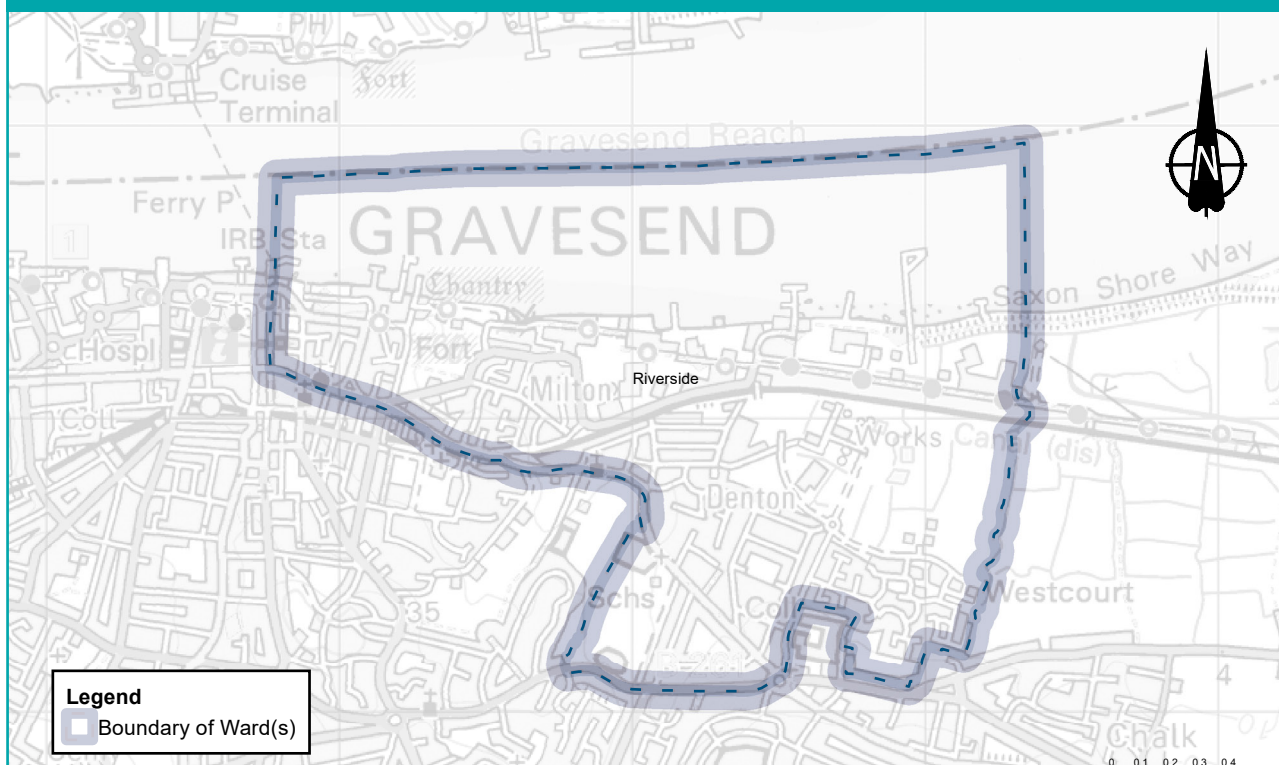 PH
Cruise
Terminal
Fort
Gravesend Reach
N
Ferry P
1
IRB Sta
GRAVESEND
Saxon Shore Way
Chantry
Fort
Hospl
i
Milton
Riverside
Coll
Works
Canal (dis)
Denton
Schs
Coll
Westcourt
35
4
Chalk
Legend
Boundary of Ward(s)
0 0.1 0.2 0.3 0.4